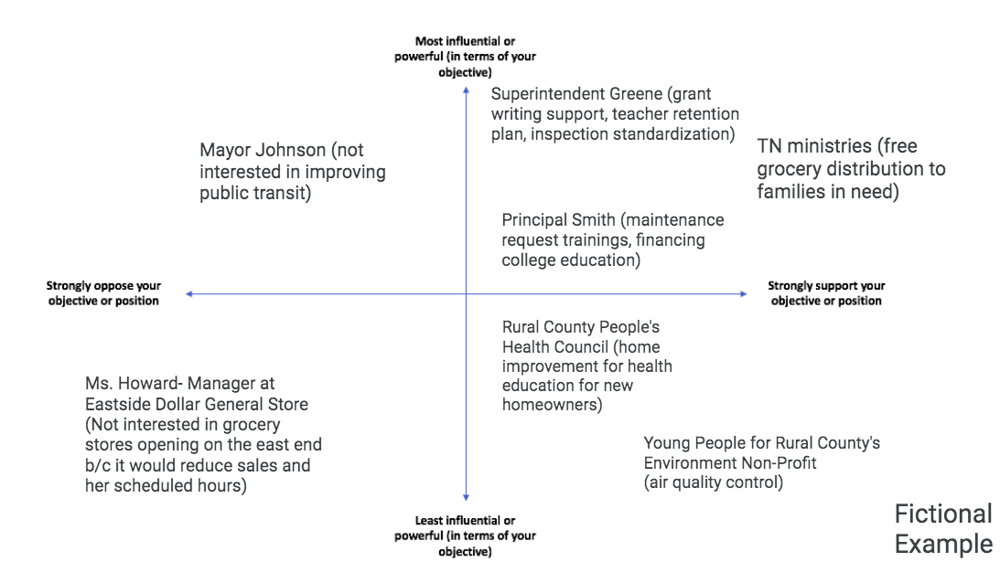 Most influential or
powerful (in terms of your
objective)
Superintendent Greene (grant
writing support, teacher retention
plan, inspection standardization)
Mayor Johnson (not
interested in improving
public transit)
TN ministries (free
grocery distribution to
families in need)
Principal Smith (maintenance
request trainings, financing
college education)
Strongly oppose your
objective or position
Strongly support your
objective or position
Rural County People's
Health Council (home
improvement for health
education for new
homeowners)
Ms. Howard- Manager at
Eastside Dollar General Store
(Not interested in grocery
stores opening on the east end
b/c it would reduce sales and
her scheduled hours)
Young People for Rural County's
Environment Non-Profit
(air quality control)
Least influential or
powerful (in terms of your
objective)
Fictional
Example